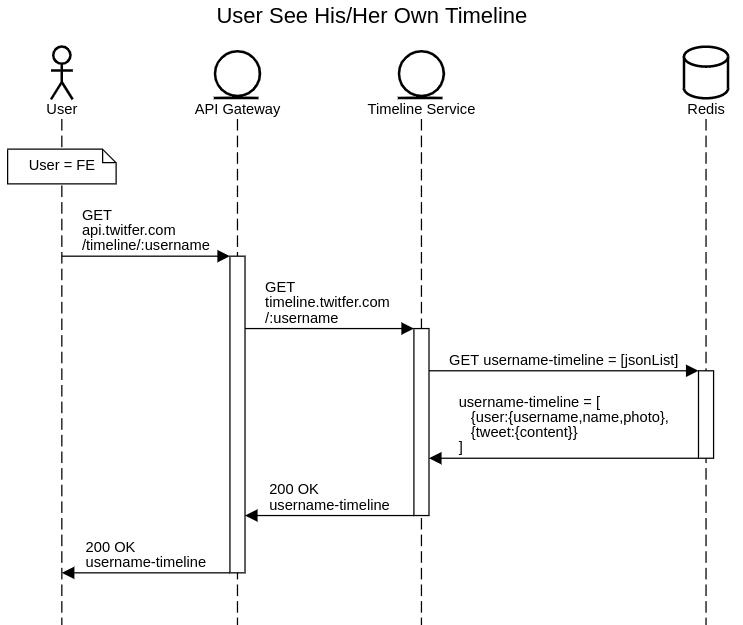 User See His/Her Own Timeline
User
API Gateway
Timeline Service
Redis
User = FE
GET
api.twitfer.com
/timeline/:username
GET
timeline.twitfer.com
/:username
GET username-timeline = [jsonList]
username-timeline = [
{user:{username,name,photo},
{tweet:{content}}
]
200 OK
username-timeline
200 OK
username-timeline